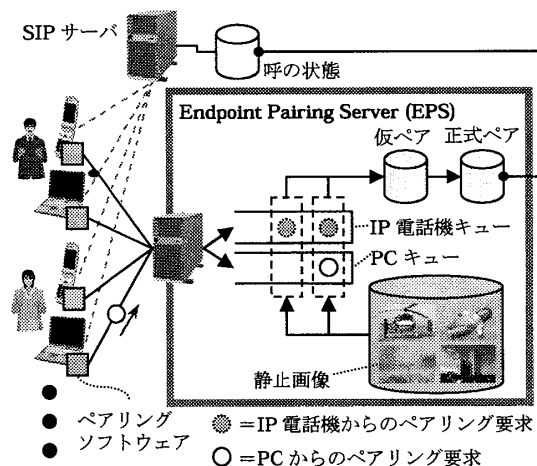 SIP サーバ
呼の状態
Endpoint Pairing Server (EPS)
仮ペア 正式ペア
IP 電話機キュー
PC キュー
静止画像
ペアリング
ソフトウェア
=IP 電話機からのペアリング要求
=PC からのペアリング要求